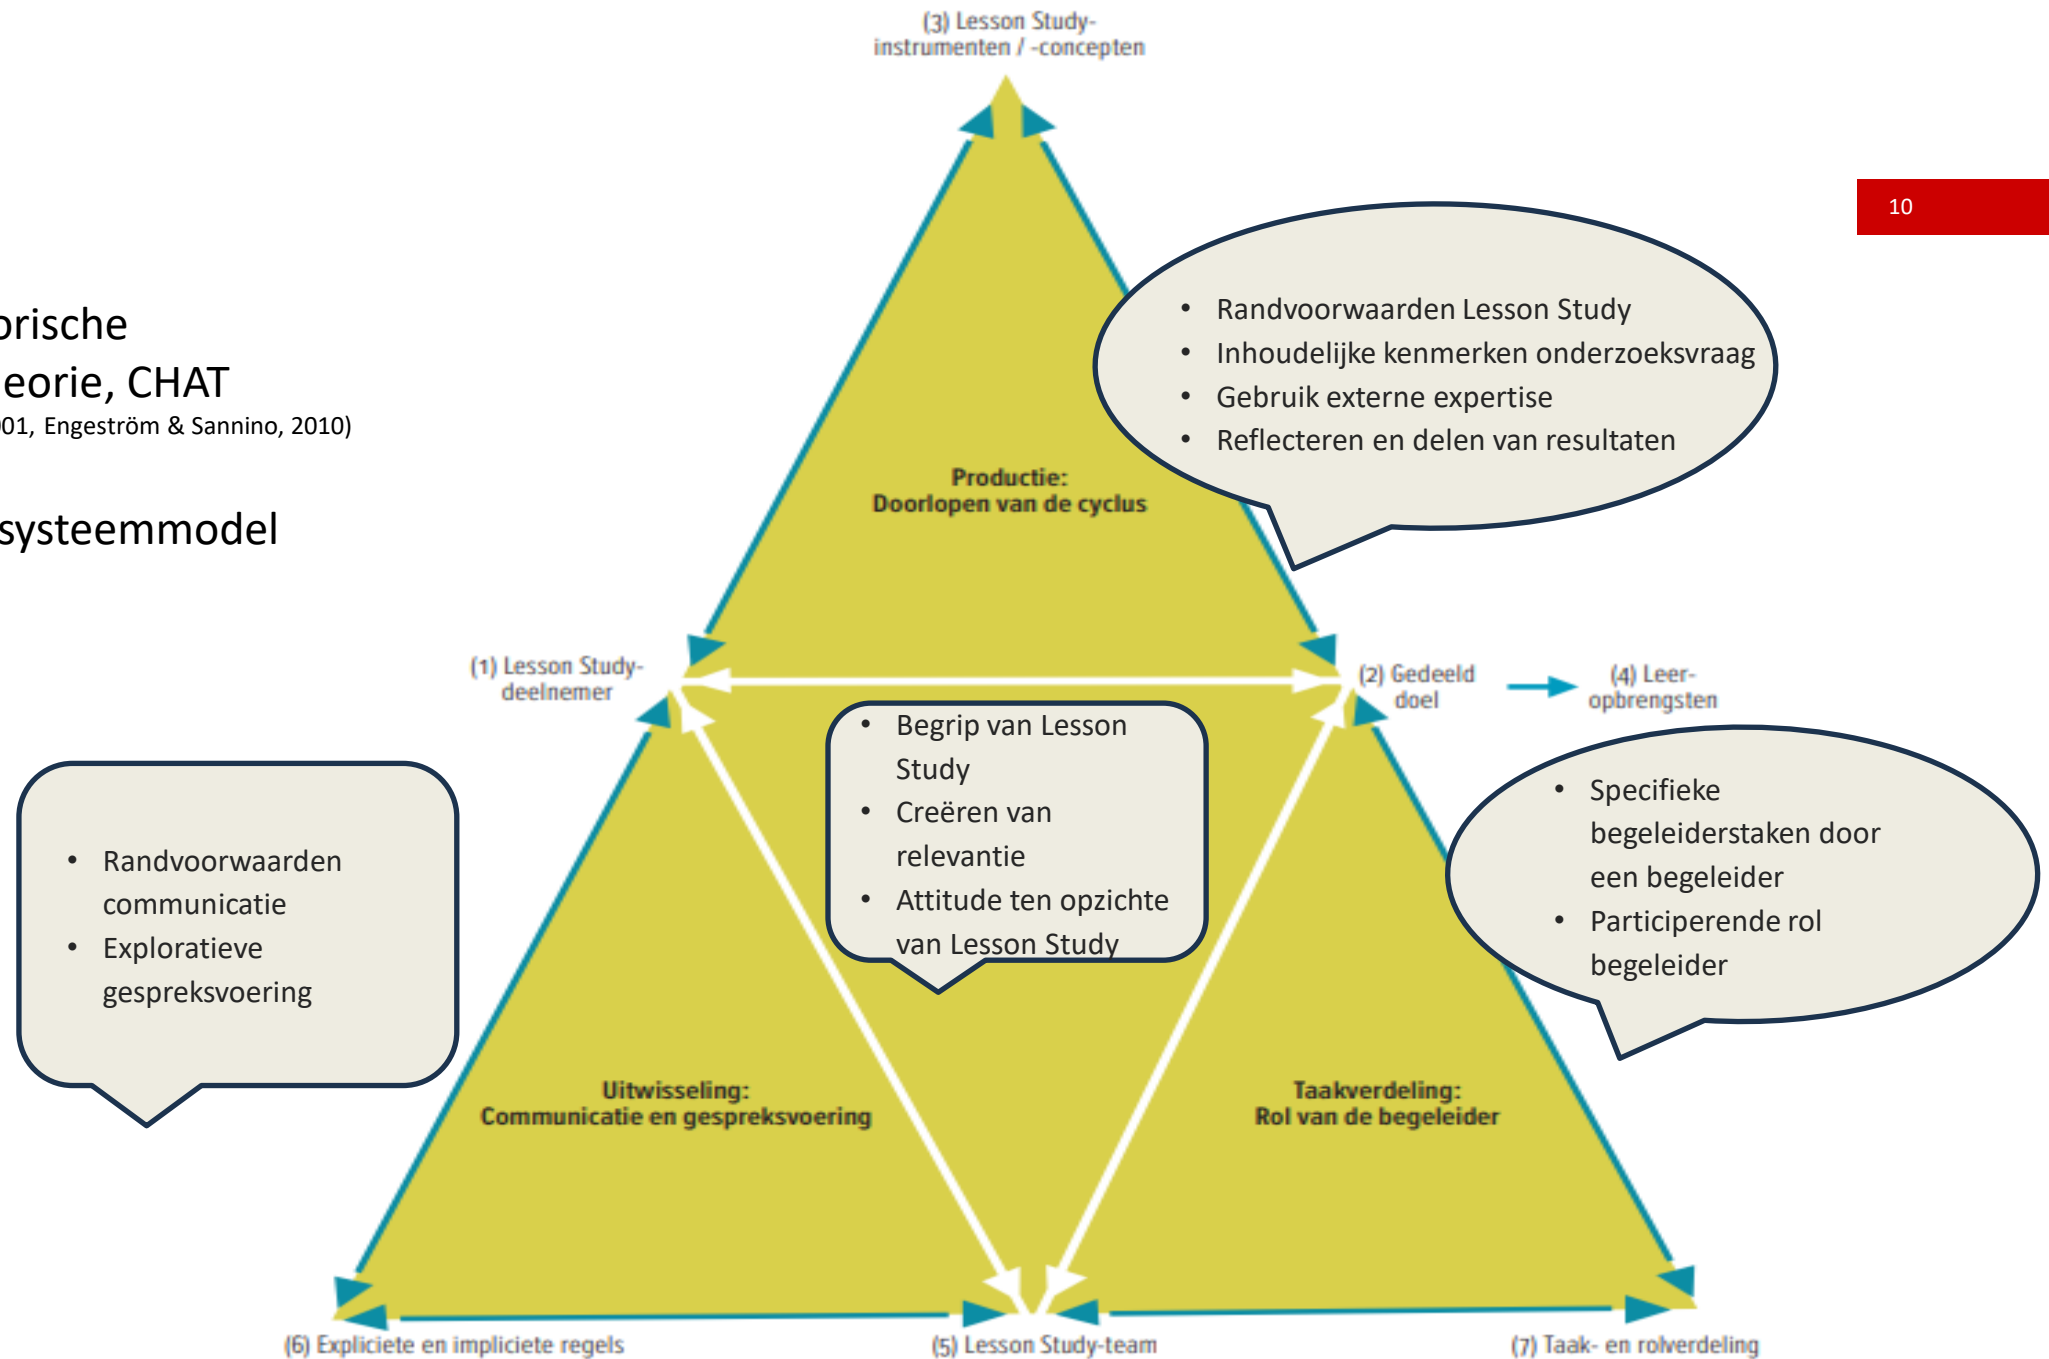 (3) Lesson Study-
instrumenten / -concepten
10
orische
eorie, CHAT
001, Engeström & Sannino, 2010)
systeemmodel
• Randvoorwaarden Lesson Study
• Inhoudelijke kenmerken onderzoeksvraag
• Gebruik externe expertise
• Reflecteren en delen van resultaten
Productie:
Doorlopen van de cyclus
(1) Lesson Study-
deelnemer
(2) Gedeeld
doel
(4) Leer-
opbrengsten
• Begrip van Lesson
Study
• Creëren van
relevantie
• Attitude ten opzichte
van Lesson Study
• Specifieke
begeleiderstaken door
een begeleider
• Participerende rol
begeleider
• Randvoorwaarden
communicatie
• Exploratieve
gespreksvoering
Uitwisseling:
Communicatie en gespreksvoering
Taakverdeling:
Rol van de begeleider
(6) Expliciete en impliciete regels
(5) Lesson Study-team
(7) Taak- en rolverdeling